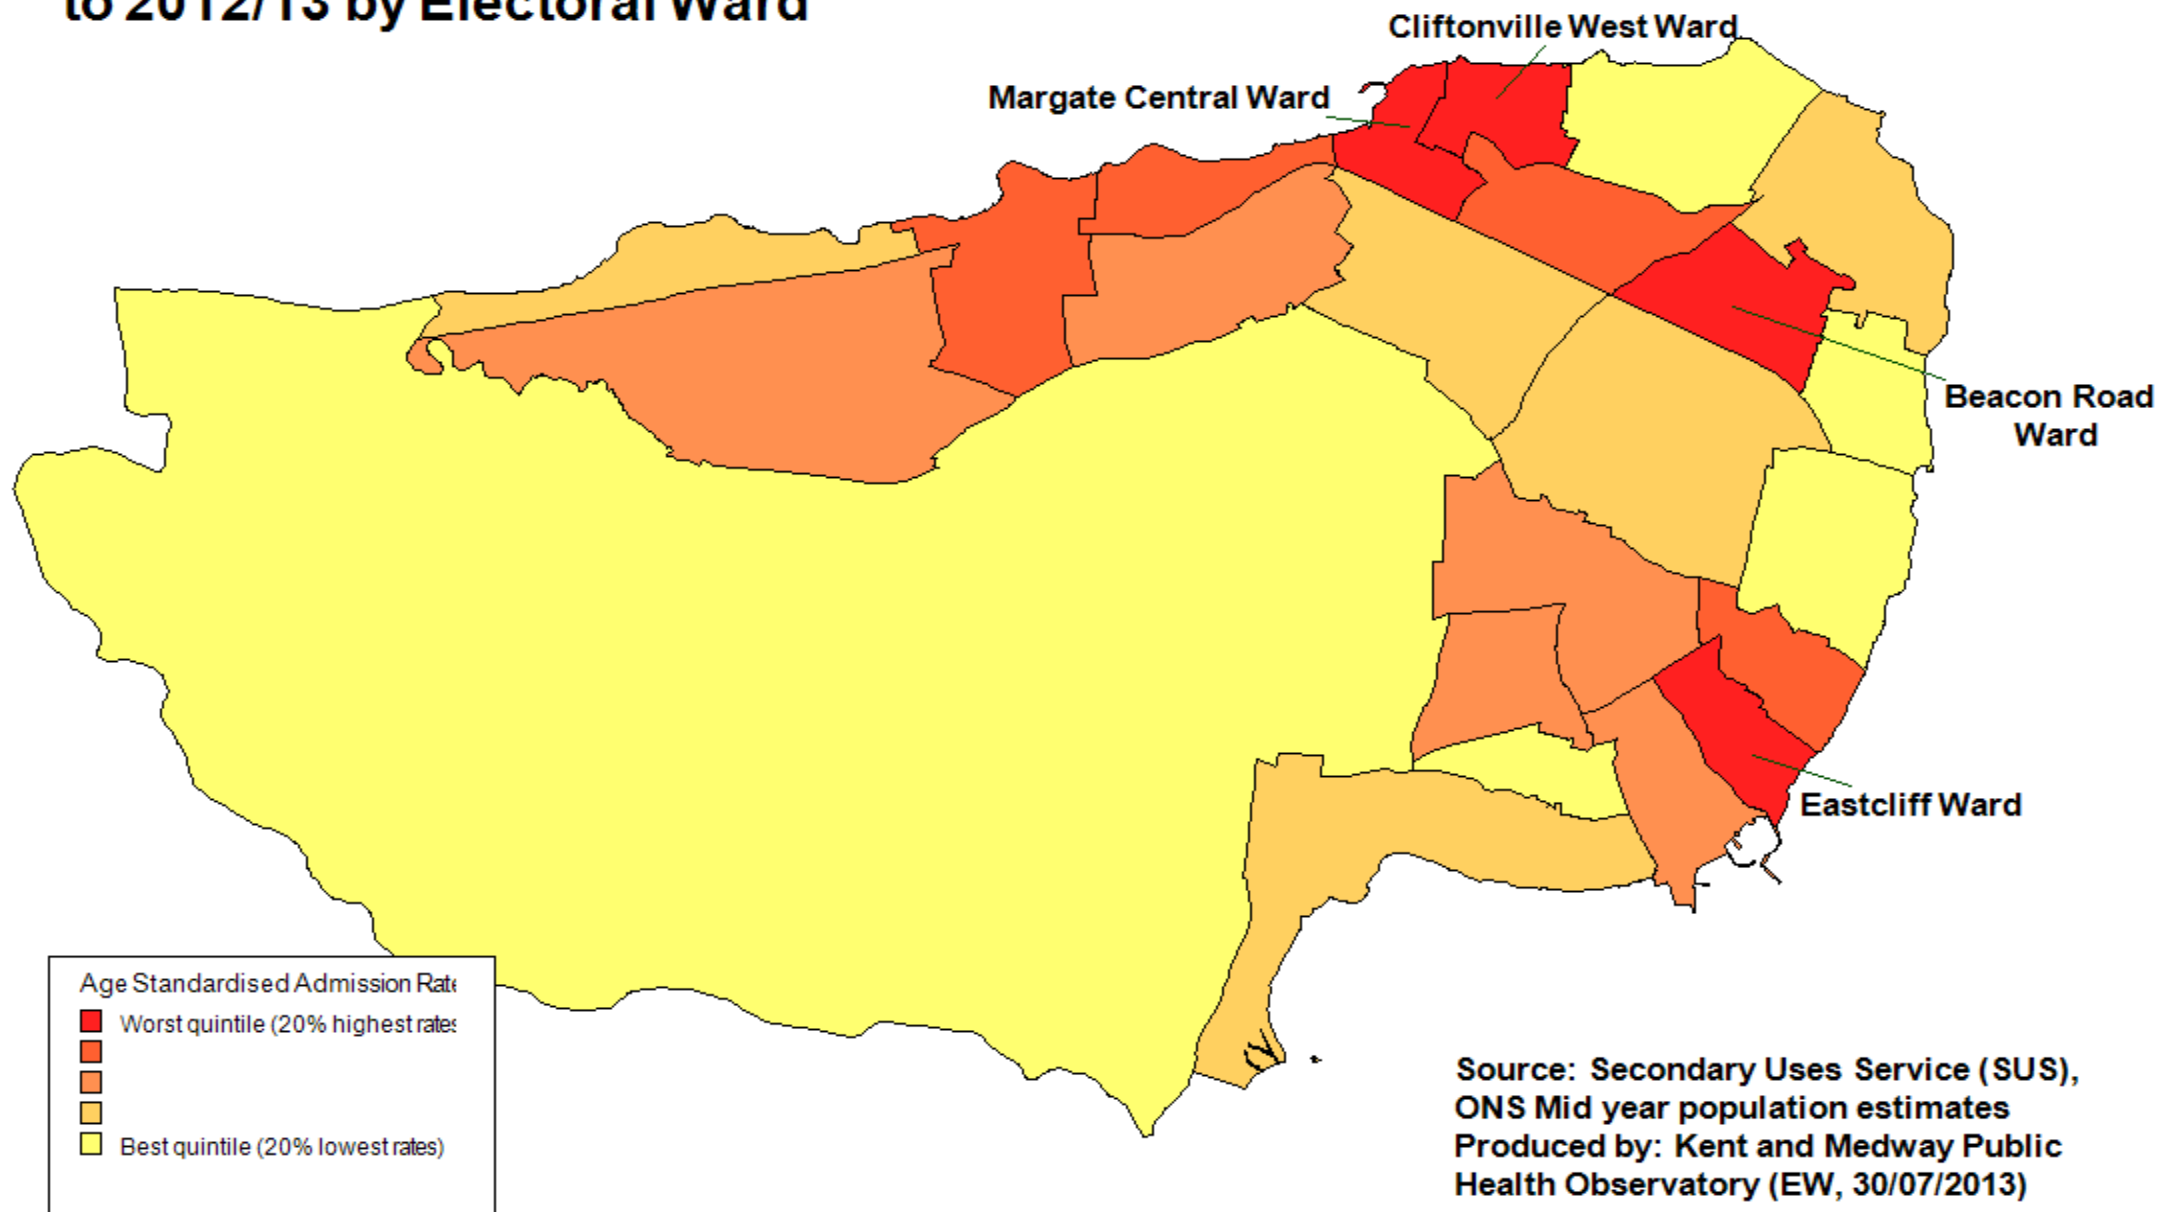 to 2012/13 by Electoral Ward
Cliftonville West Ward
Margate Central Ward
Beacon Road
Ward
Eastcliff Ward
Age Standardised Admission Rate
Worst quintile (20% highest rates
Best quintile (20% lowest rates)
Source: Secondary Uses Service (SUS),
ONS Mid year population estimates
Produced by: Kent and Medway Public
Health Observatory (EW, 30/07/2013)